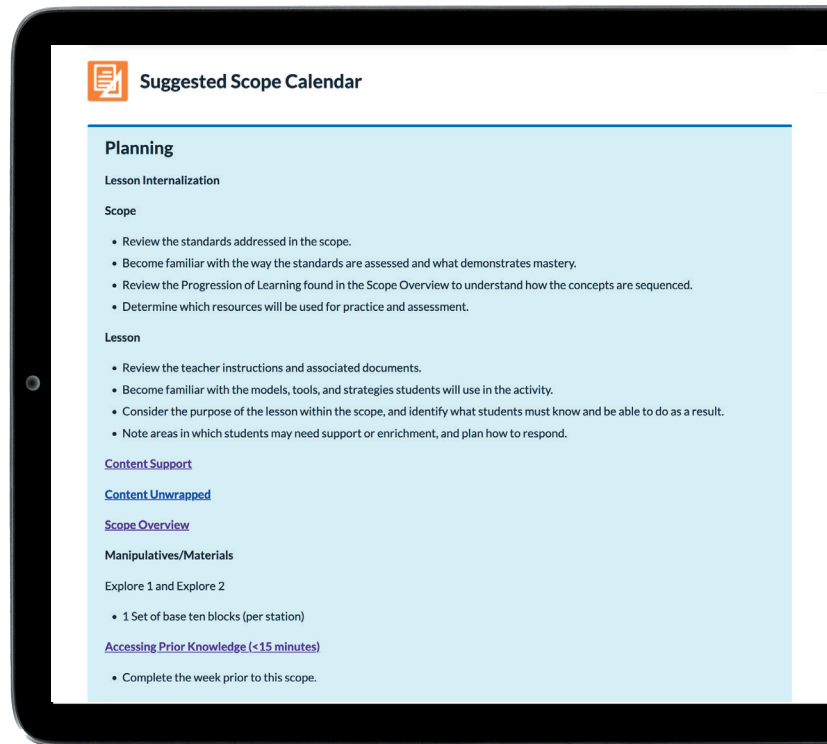 Suggested Scope Calendar
Planning
Lesson Internalization
Scope
• Review the standards addressed in the scope.
• Become familiar with the way the standards are assessed and what demonstrates mastery.
• Review the Progression of Learning found in the Scope Overview to understand how the concepts are sequenced.
• Determine which resources will be used for practice and assessment.
Lesson
• Review the teacher instructions and associated documents.
• Become familiar with the models, tools, and strategies students will use in the activity.
• Consider the purpose of the lesson within the scope, and identify what students must know and be able to do as a result.
• Note areas in which students may need support or enrichment, and plan how to respond.
Content Support
Content Unwrapped
Scope Overview
Manipulatives/Materials
Explore 1 and Explore 2
• 1 Set of base ten blocks (per station)
Accessing Prior Knowledge (<15 minutes)
• Complete the week prior to this scope.